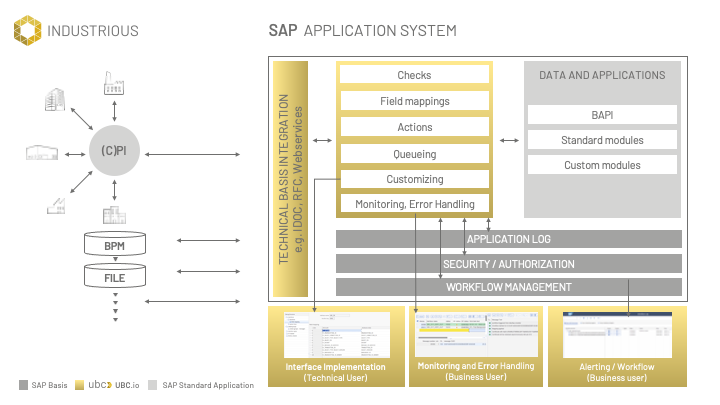 INDUSTRIOUS
SAP APPLICATION SYSTEM
(C)PI
BPM
FILE
TECHNICAL BASIS INTEGRATION
e.g. IDOC, RFC, Webservices
Checks
Field mappings
Actions
Queueing
Customizing
Monitoring, Error Handling
DATA AND APPLICATIONS
BAPI
Standard modules
Custom modules
APPLICATION LOG
SECURITY / AUTHORIZATION
WORKFLOW MANAGEMENT
Interface Implementation
(Technical User)
Monitoring and Error Handling
(Business User)
Alerting / Workflow
(Business user)
SAP Basis
ubc UBC.io
SAP Standard Application